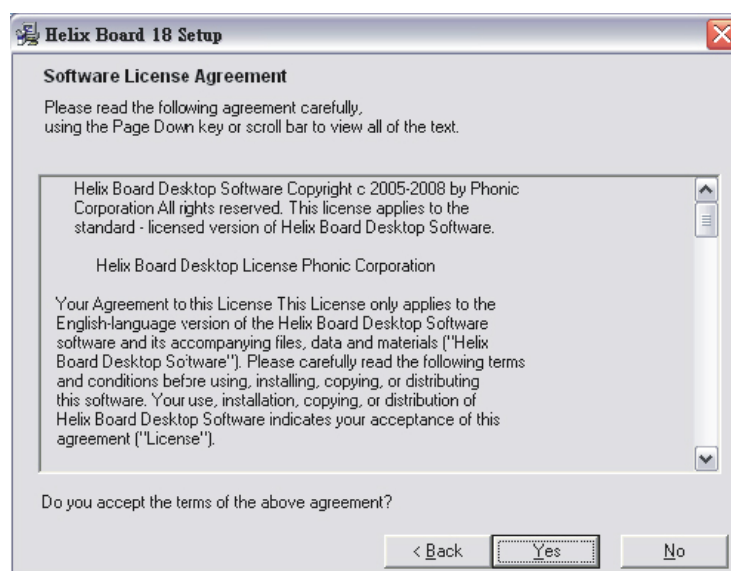 Helix Board 18 Setup
Software License Agreement
Please read the following agreement carefully,
using the Page Down key or scroll bar to view all of the text.
Helix Board Desktop Software Copyright c 2005-2008 by Phonic
Corporation All rights reserved. This license applies to the
standard - licensed version of Helix Board Desktop Software.
Helix Board Desktop License Phonic Corporation
Your Agreement to this License This License only applies to the
English-language version of the Helix Board Desktop Software
software and its accompanying files, data and materials ("Helix
Board Desktop Software"). Please carefully read the following terms
and conditions before using, installing, copying, or distributing
this software. Your use, installation, copying, or distribution of
Helix Board Desktop Software indicates your acceptance of this
agreement ("License").
Do you accept the terms of the above agreement?
< Back Yes No